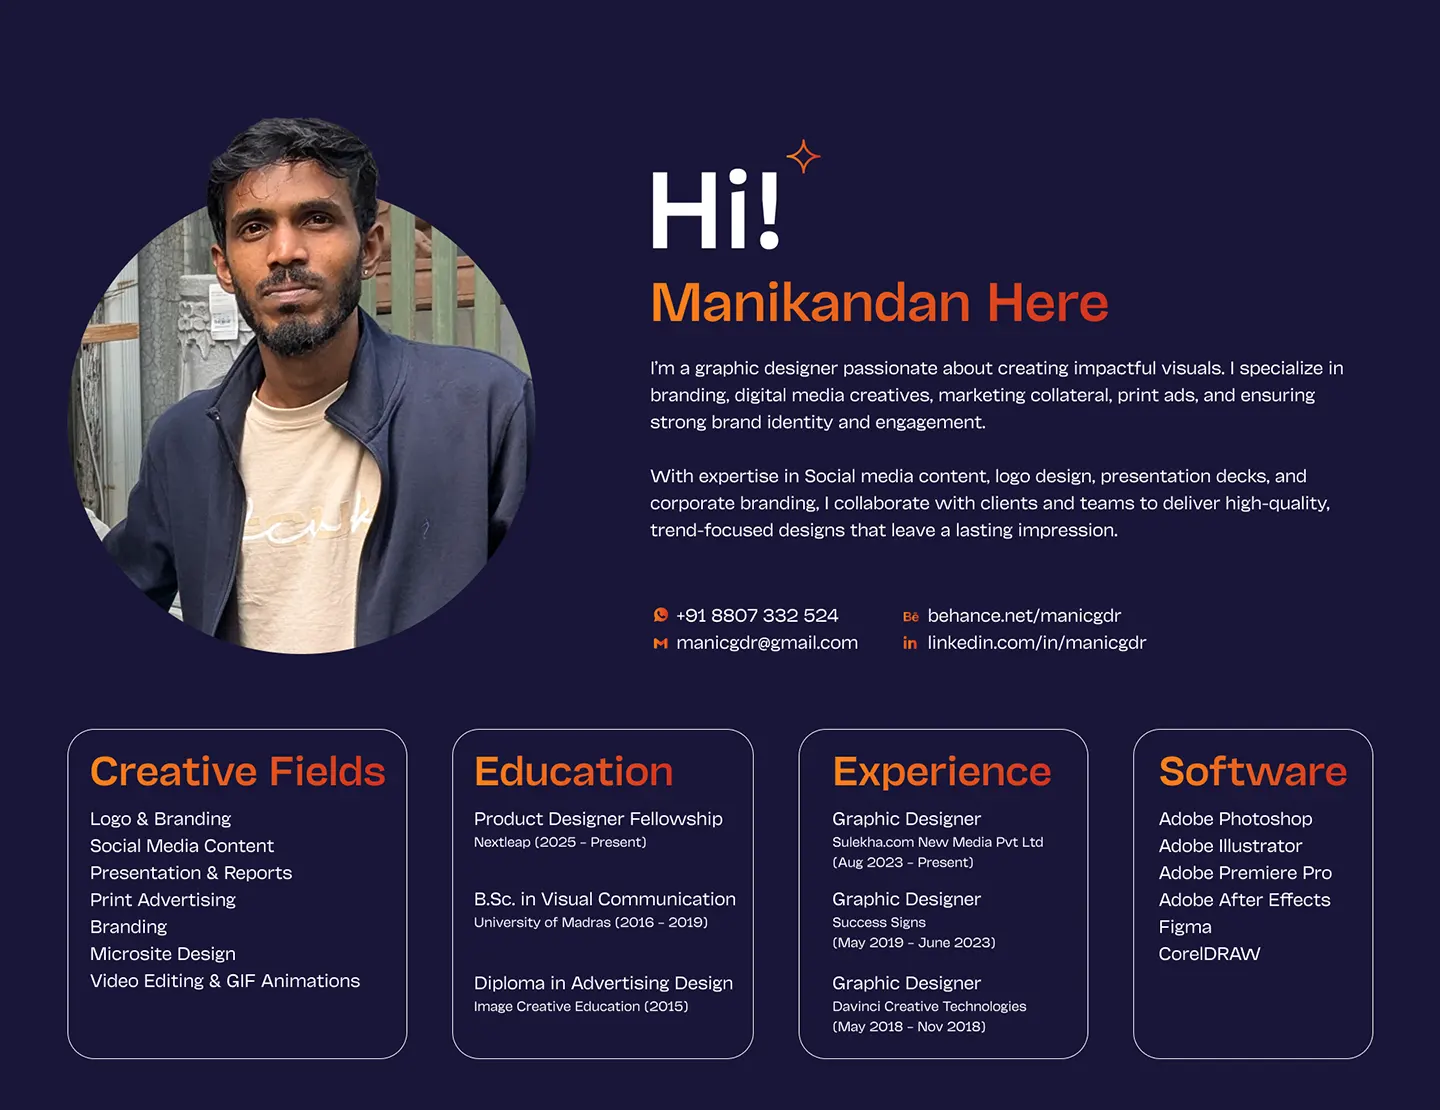 Hi!
Manikandan Here
I'm a graphic designer passionate about creating impactful visuals. I specialize in
branding, digital media creatives, marketing collateral, print ads, and ensuring
strong brand identity and engagement.
With expertise in Social media content, logo design, presentation decks, and
corporate branding, I collaborate with clients and teams to deliver high-quality,
trend-focused designs that leave a lasting impression.
+91 8807 332 524
manicgdr@gmail.com
Bē behance.net/manicgdr
in linkedin.com/in/manicgdr
Creative Fields
Logo & Branding
Social Media Content
Presentation & Reports
Print Advertising
Branding
Microsite Design
Video Editing & GIF Animations
Education
Product Designer Fellowship
Nextleap (2025 - Present)
B.Sc. in Visual Communication
University of Madras (2016 - 2019)
Diploma in Advertising Design
Image Creative Education (2015)
Experience
Graphic Designer
Sulekha.com New Media Pvt Ltd
(Aug 2023 - Present)
Graphic Designer
Success Signs
(May 2019 - June 2023)
Graphic Designer
Davinci Creative Technologies
(May 2018 - Nov 2018)
Software
Adobe Photoshop
Adobe Illustrator
Adobe Premiere Pro
Adobe After Effects
Figma
CorelDRAW